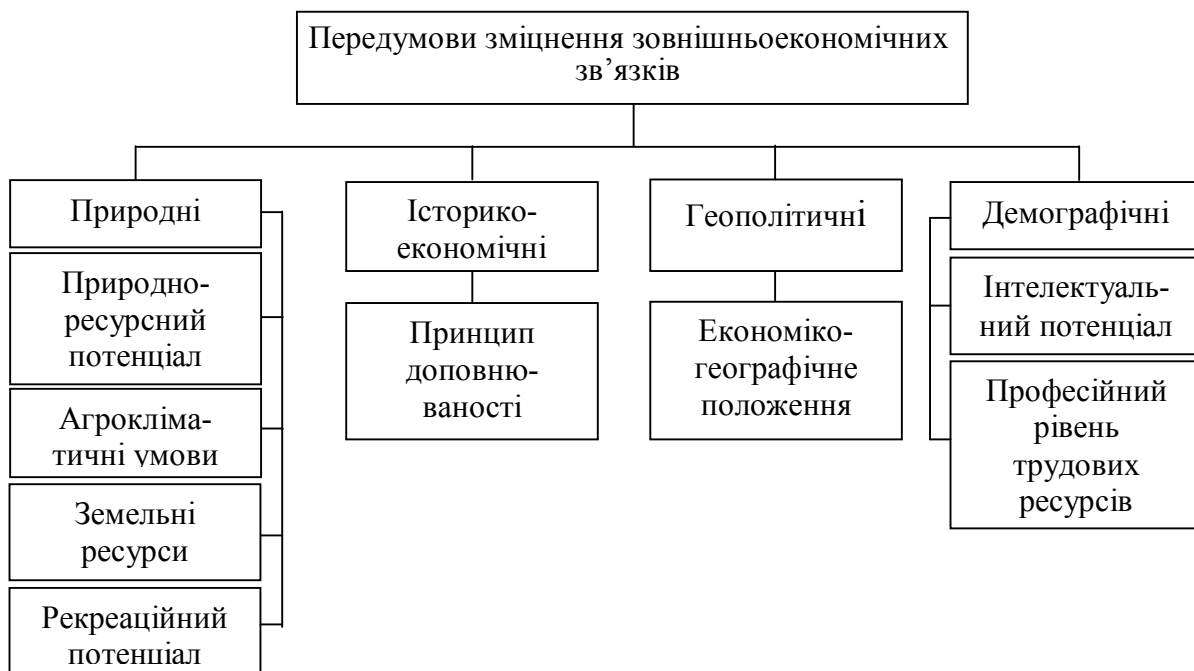 Передумови зміцнення зовнішньоекономічних
зв’язків
Природні
Природно-
ресурсний
потенціал
Агрокліма-
тичні умови
Земельні
ресурси
Рекреаційний
потенціал
Історико-
економічні
Принцип
доповню-
ваності
Геополітичні
Економіко-
географічне
положення
Демографічні
Інтелектуаль-
ний потенціал
Професійний
рівень
трудових
ресурсів